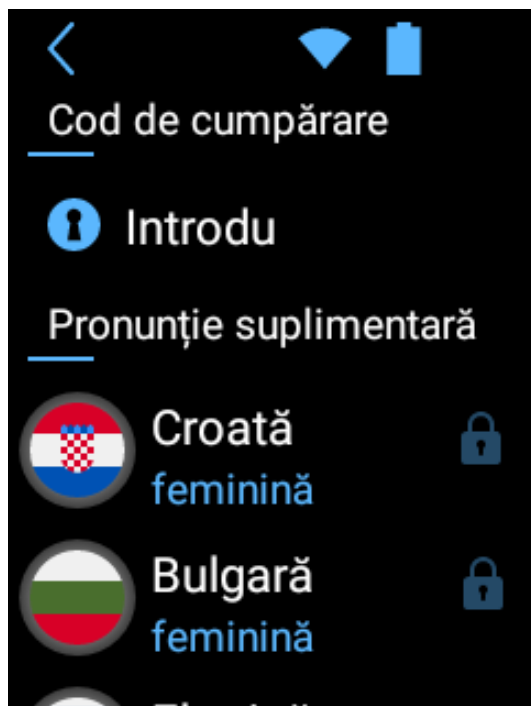 Cod de cumpărare
Introdu
Pronunție suplimentară
Croată
feminină
Bulgară
feminină